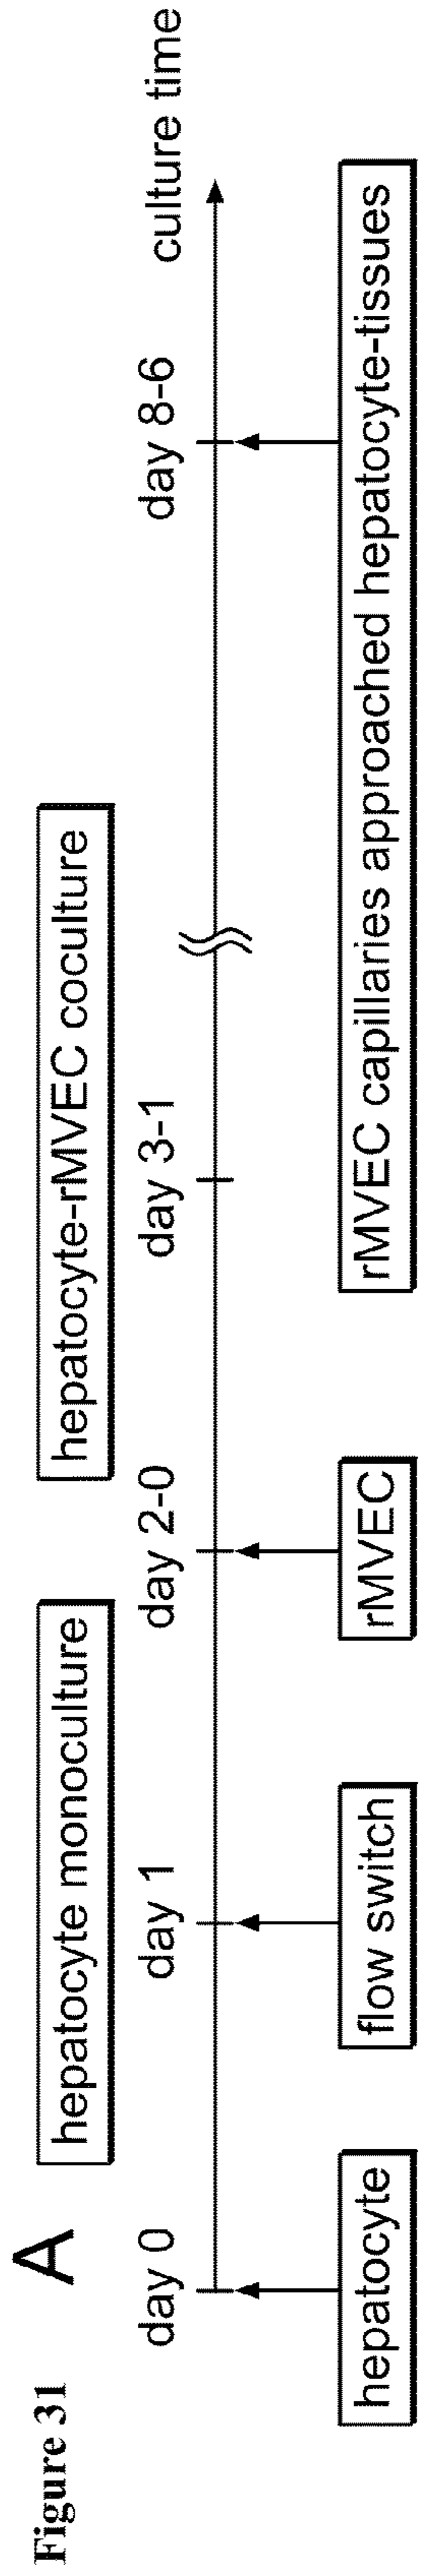 Figure 31
A
hepatocyte monoculture
hepatocyte-rMVEC coculture
day 0
day 1
day 2-0
day 3-1
day 8-6
culture time
hepatocyte
flow switch
rMVEC
rMVEC capillaries approached hepatocyte-tissues